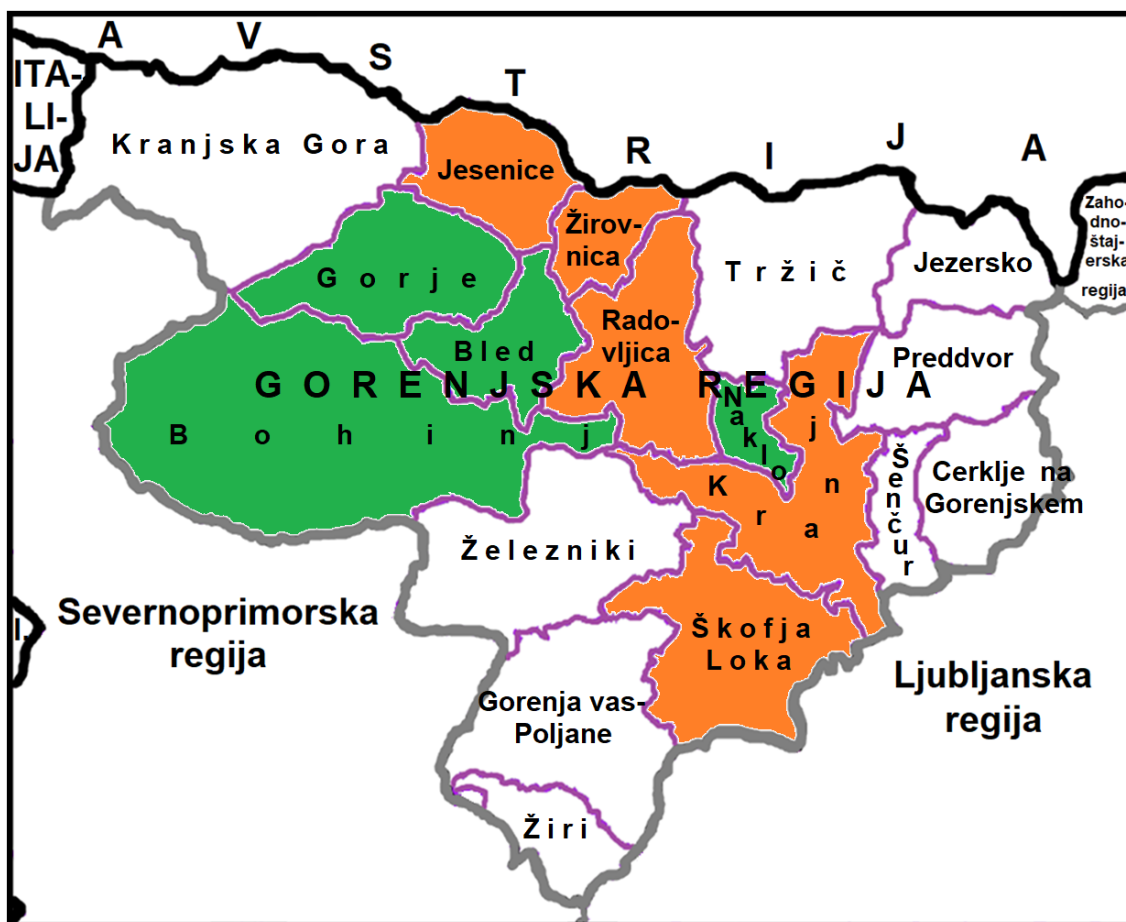 A V S T R I J A
ITA-
LI-
JA
Kranjska Gora
Jesenice
Žirov-
nica
Zaho-
dno-
štaj-
erska
regija
Gorje
Tržič
Jezersko
Rado-
vljica
Bled
Preddvor
GORENJSKA REGIJA
Naklo
Bohinj
Kranj
Šenčur
Cerklje na
Gorenjskem
Železniki
Severnoprimorska
regija
I.
Škofja
Loka
Ljubljanska
regija
Gorenja vas-
Poljane
Žiri